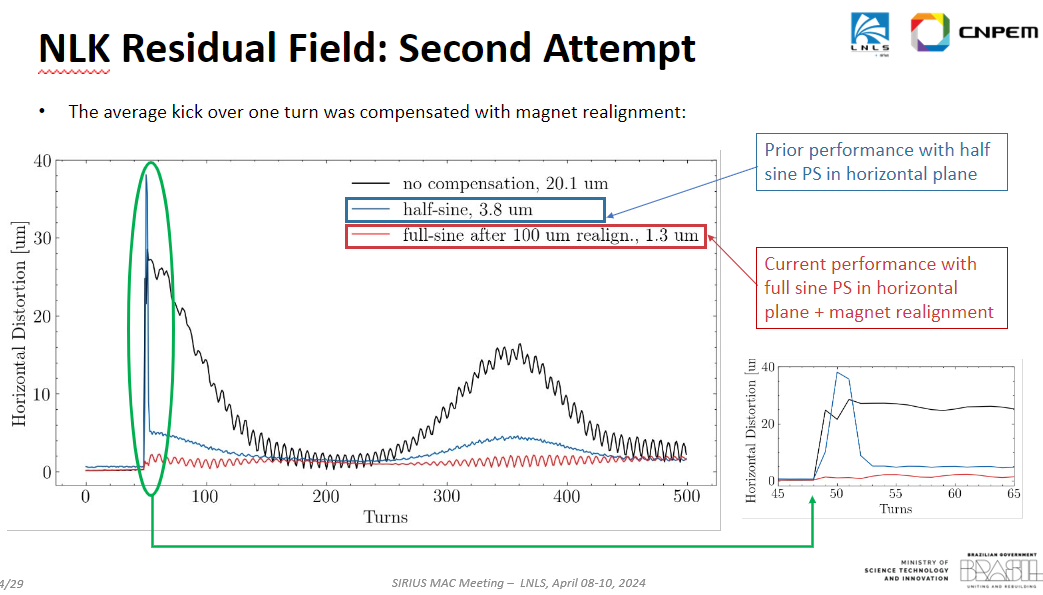 NLK Residual Field: Second Attempt
LNLS
CNPEM
• The average kick over one turn was compensated with magnet realignment:
Prior performance with half
sine PS in horizontal plane
no compensation, 20.1 um
half-sine, 3.8 um
full-sine after 100 um realign., 1.3 um
Current performance with
full sine PS in horizontal
plane + magnet realignment
Horizontal Distortion [um]
40
30
20
10
0
0 100 200 300 400 500
Turns
Horizontal Distortion [um
40
20
0
45 50 55 60 65
Turns
4/29
SIRIUS MAC Meeting – LNLS, April 08-10, 2024
MINISTRY OF
SCIENCE TECHNOLOGY
AND INNOVATION
BRAZILIAN GOVERNMENT
BRASIL
UNITING AND REBUILDING